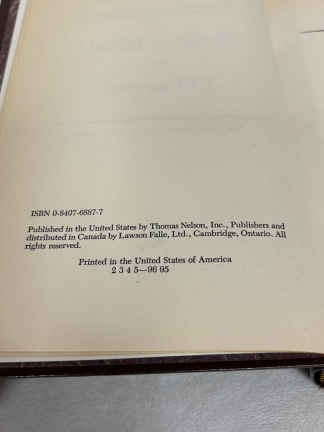 ISBN 0-8407-6887-7
Published in the United States by Thomas Nelson, Inc., Publishers and
distributed in Canada by Lawson Falle, Ltd., Cambridge, Ontario. All
rights reserved.
Printed in the United States of America
2 3 4 5—96 95